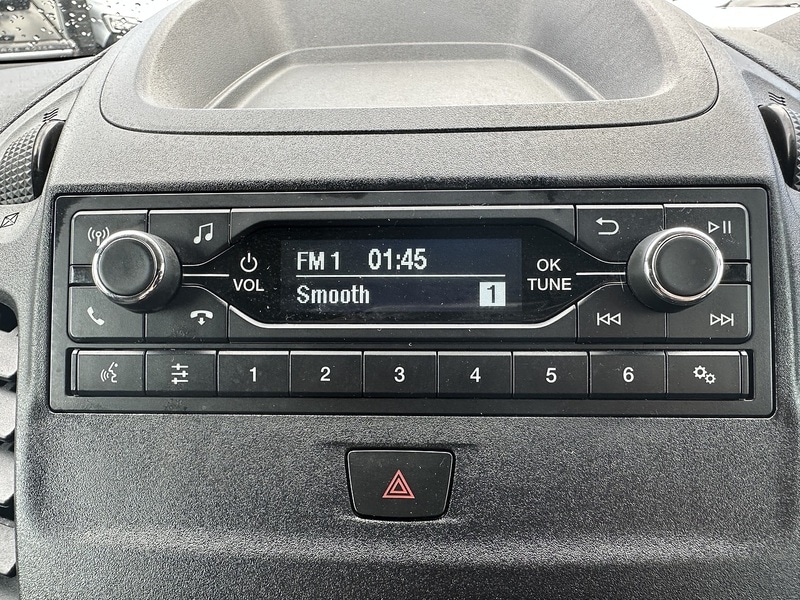 FM 1 01:45
Smooth 1
VOL
OK
TUNE
1 2 3 4 5 6